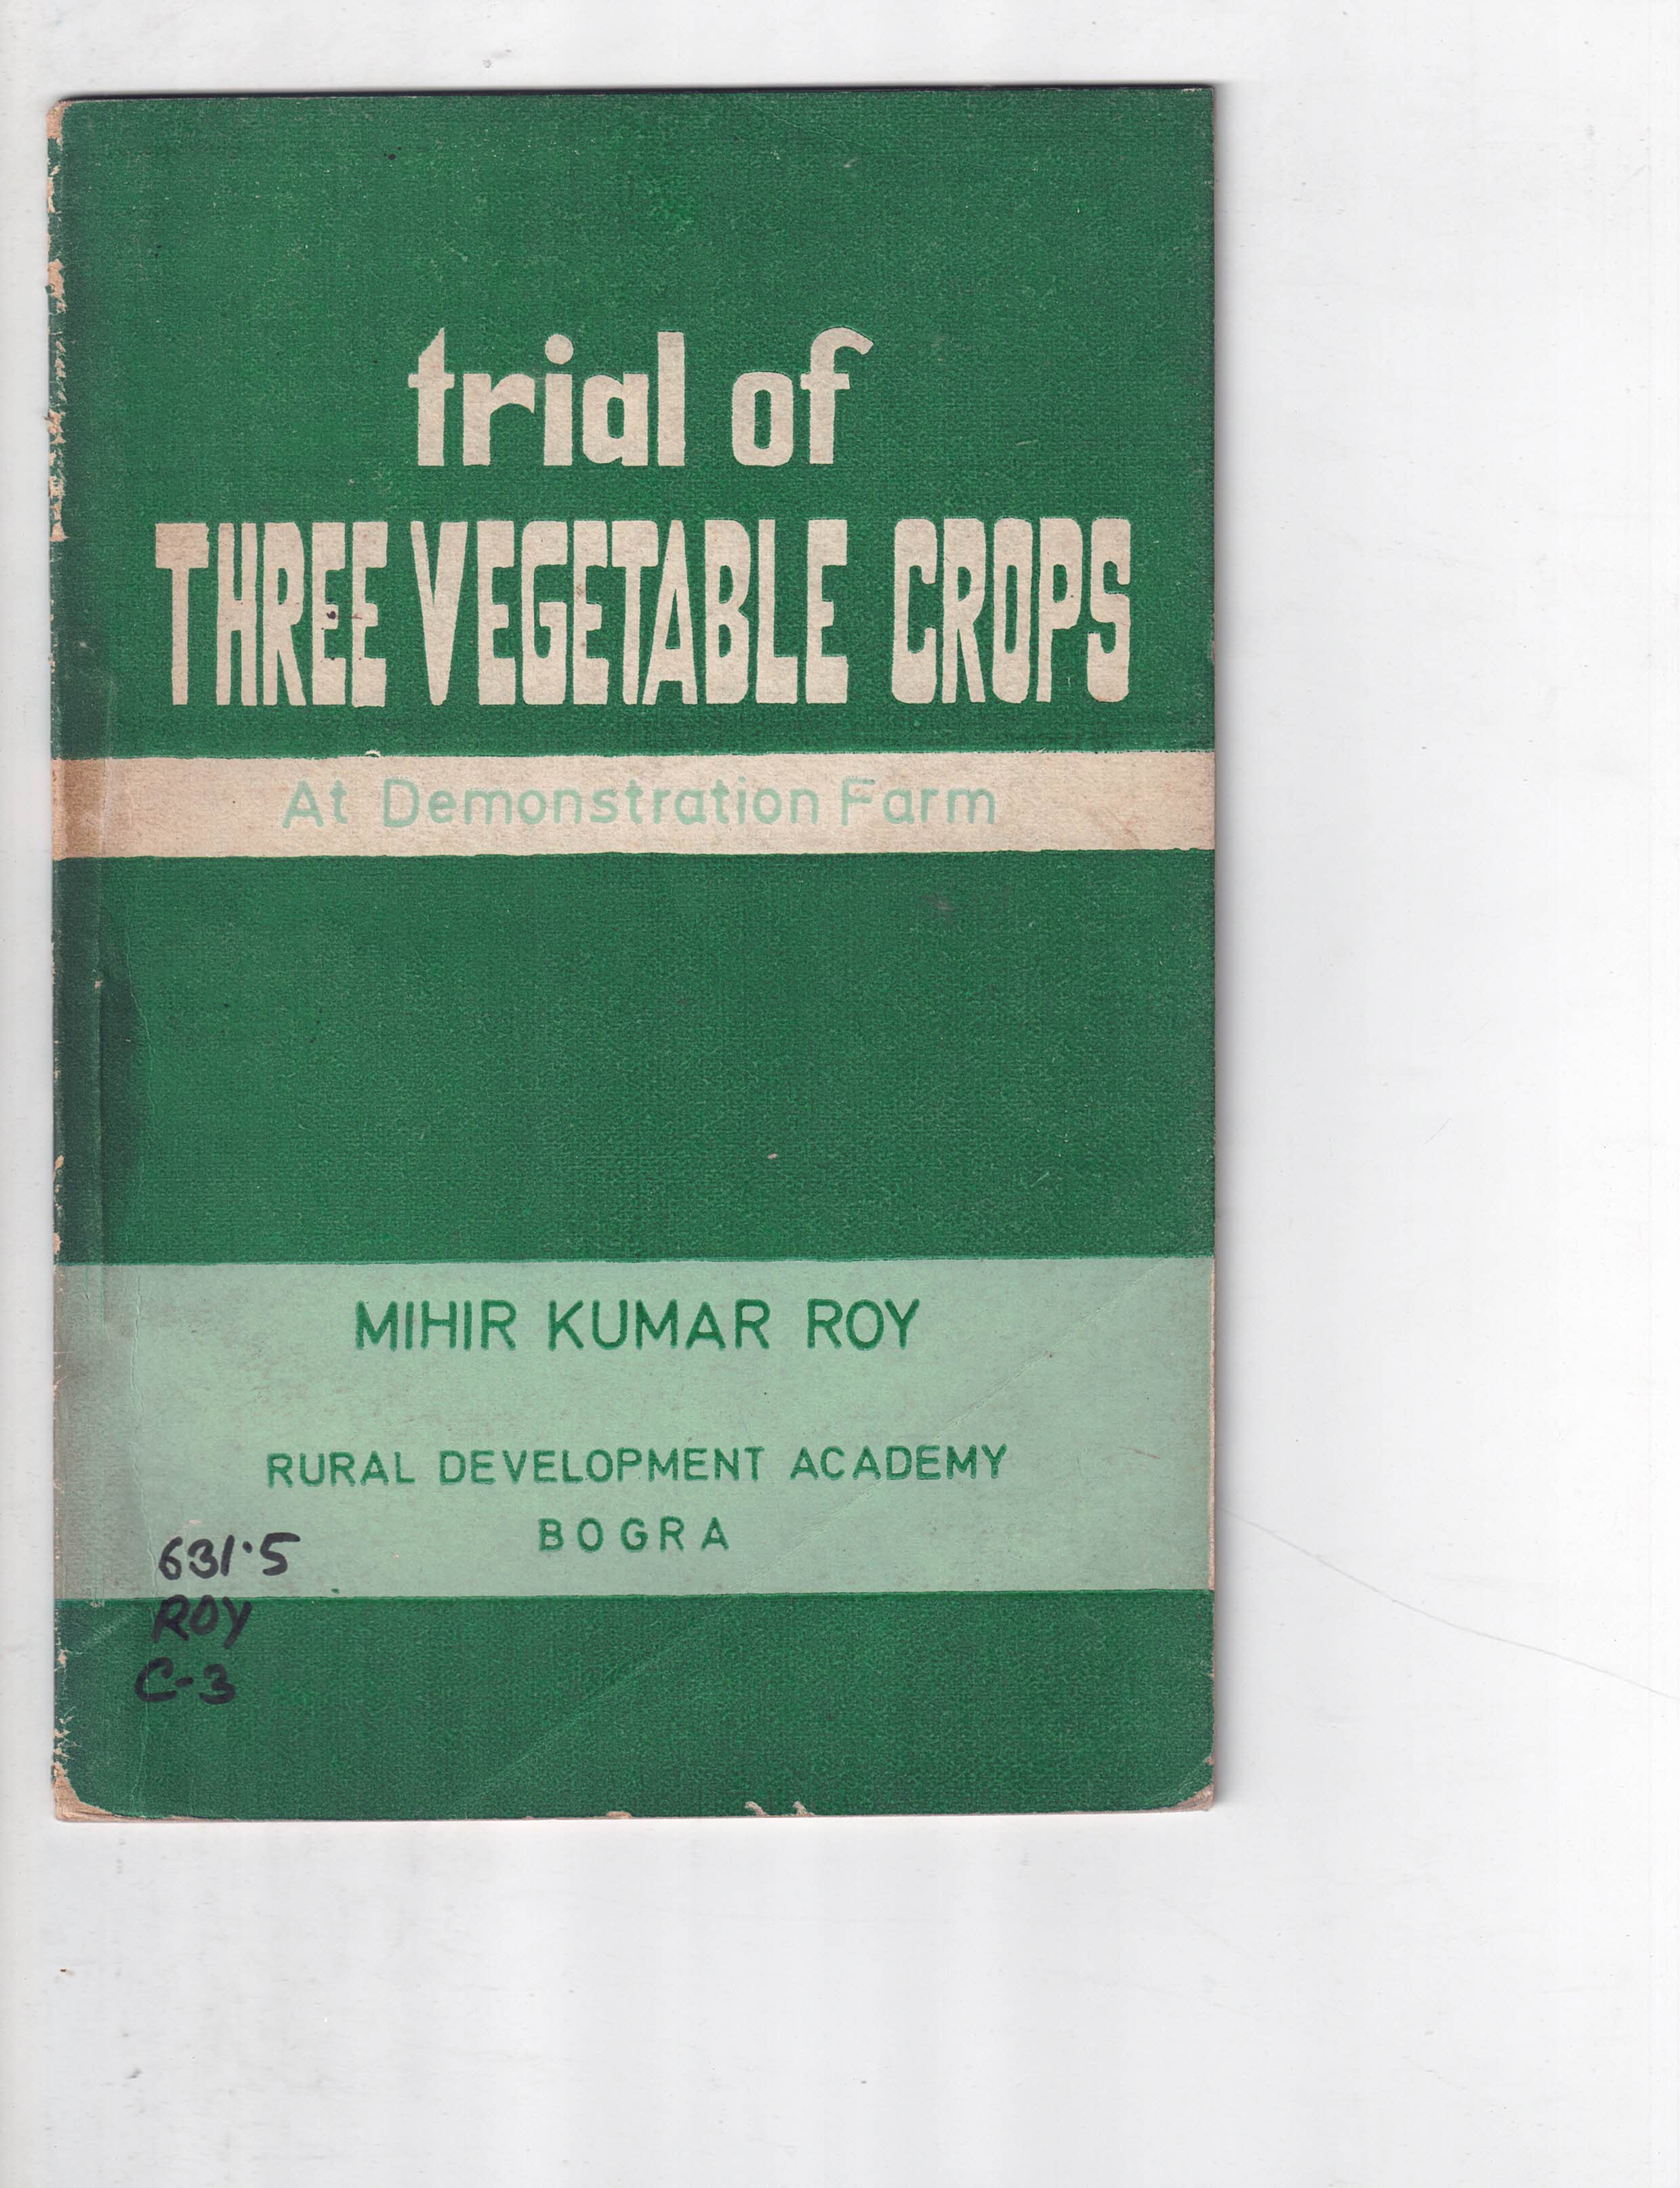 trial of
THREE VEGETABLE CROPS
At Demonstration Farm
MIHIR KUMAR ROY
RURAL DEVELOPMENT ACADEMY
BOGRA
631.5
ROY
C-3